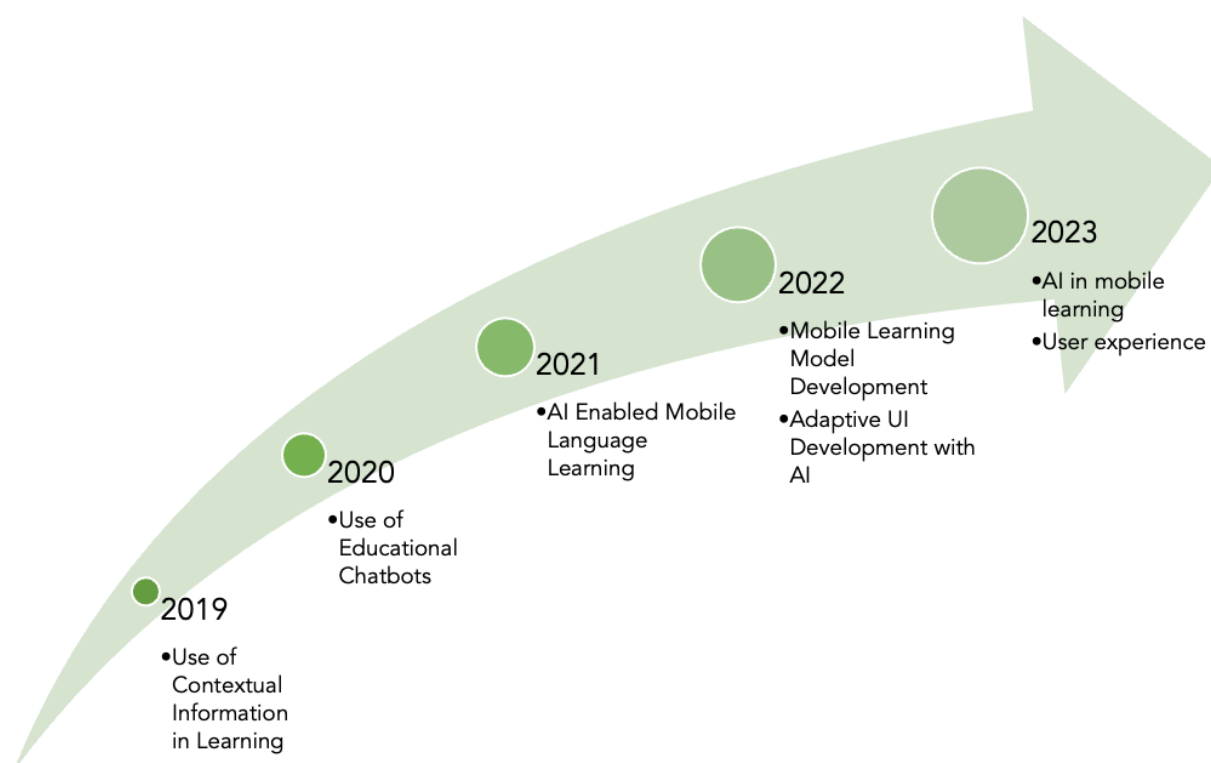 2019
•Use of
Contextual
Information
in Learning
2020
•Use of
Educational
Chatbots
2021
•AI Enabled Mobile
Language
Learning
2022
•Mobile Learning
Model
Development
•Adaptive UI
Development with
AI
2023
•AI in mobile
learning
•User experience